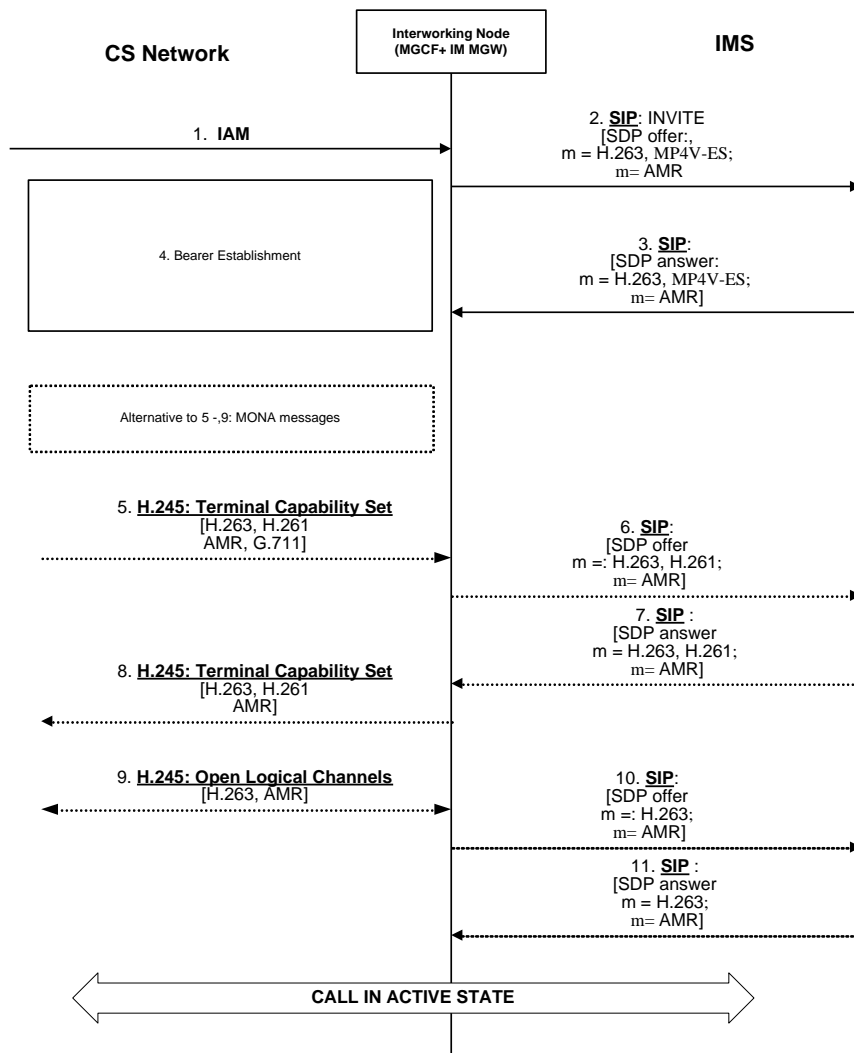 Interworking Node
(MGCF+ IM MGW)
CS Network
IMS
1. IAM
2. SIP: INVITE
[SDP offer:,
m = H.263, MP4V-ES;
m= AMR
3. SIP:
[SDP answer:
m = H.263, MP4V-ES;
m= AMR]
4. Bearer Establishment
Alternative to 5 -,9: MONA messages
5. H.245: Terminal Capability Set
[H.263, H.261
AMR, G.711]
6. SIP:
[SDP offer
m =: H.263, H.261;
m= AMR]
7. SIP :
[SDP answer
m = H.263, H.261;
m= AMR]
8. H.245: Terminal Capability Set
[H.263, H.261
AMR]
9. H.245: Open Logical Channels
[H.263, AMR]
10. SIP:
[SDP offer
m =: H.263;
m= AMR]
11. SIP :
[SDP answer
m = H.263;
m= AMR]
CALL IN ACTIVE STATE